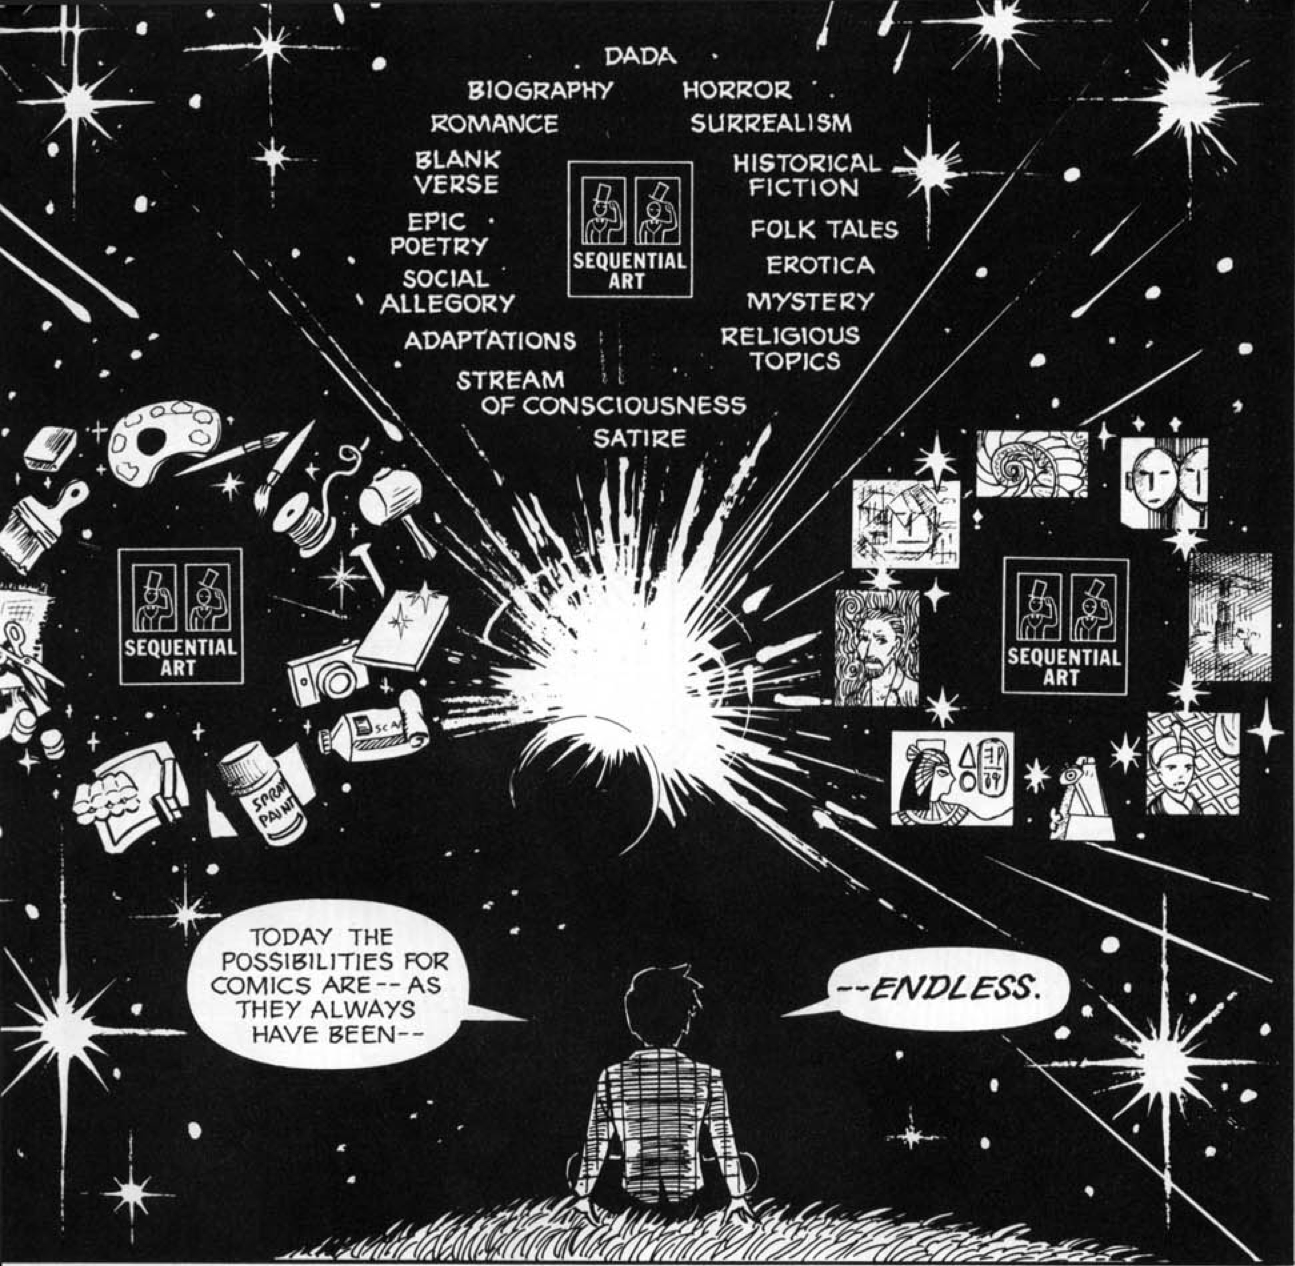 DADA
BIOGRAPHY
HORROR
ROMANCE
SURREALISM
BLANK
VERSE
HISTORICAL
FICTION
EPIC
POETRY
FOLK TALES
SOCIAL
ALLEGORY
EROTICA
MYSTERY
ADAPTATIONS
RELIGIOUS
TOPICS
STREAM
OF CONSCIOUSNESS
SATIRE
SEQUENTIAL
ART
SEQUENTIAL
ART
SEQUENTIAL
ART
SPRAY
PAINT
TODAY THE
POSSIBILITIES FOR
COMICS ARE--AS
THEY ALWAYS
HAVE BEEN--
--ENDLESS.